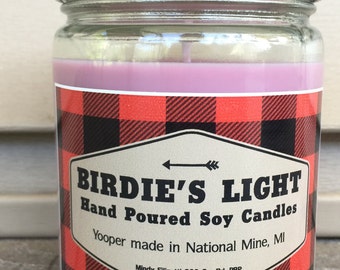 BIRDIE'S LIGHT
Hand Poured Soy Candles
Yooper made in National Mine, MI